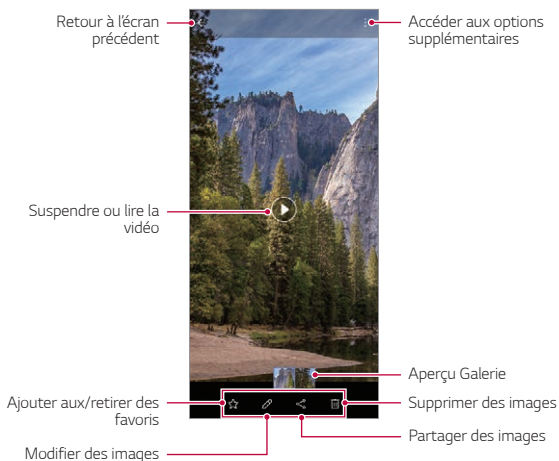 Retour à l'écran
précédent
Accéder aux options
supplémentaires
Suspendre ou lire la
vidéo
Aperçu Galerie
Ajouter aux/retirer des
favoris
Supprimer des images
Partager des images
Modifier des images